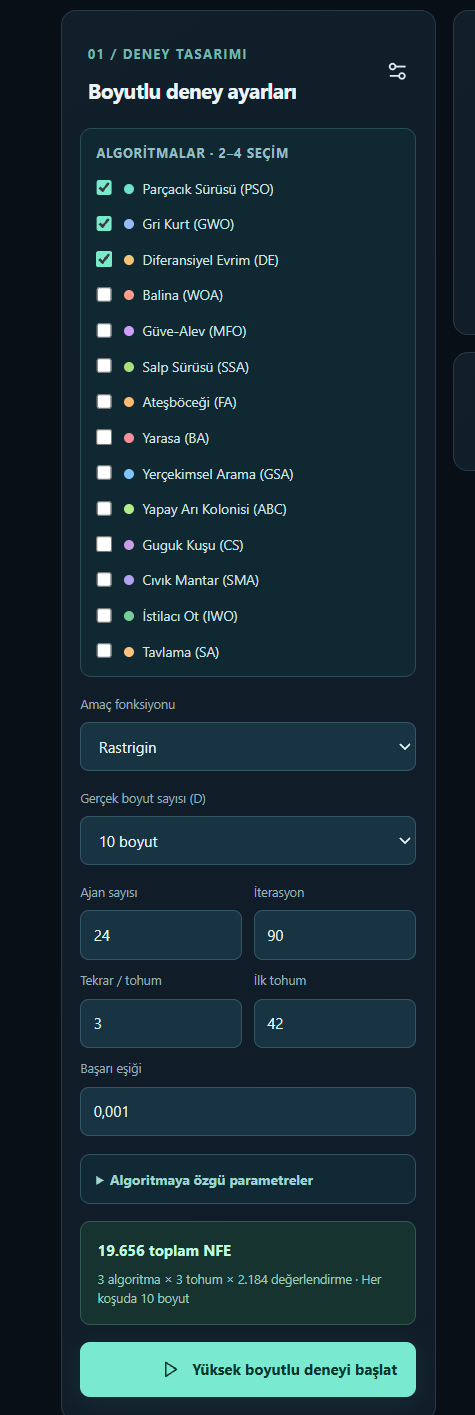 01 / DENEY TASARIMI
Boyutlu deney ayarları
ALGORİTMALAR · 2–4 SEÇİM
Parçacık Sürüsü (PSO)
Gri Kurt (GWO)
Diferansiyel Evrim (DE)
Balina (WOA)
Güve-Alev (MFO)
Salp Sürüsü (SSA)
Ateşböceği (FA)
Yarasa (BA)
Yerçekimsel Arama (GSA)
Yapay Arı Kolonisi (ABC)
Guguk Kuşu (CS)
Cıvık Mantar (SMA)
İstilacı Ot (IWO)
Tavlama (SA)
Amaç fonksiyonu
Rastrigin
Gerçek boyut sayısı (D)
10 boyut
Ajan sayısı İterasyon
24 90
Tekrar / tohum İlk tohum
3 42
Başarı eşiği
0,001
▶ Algoritmaya özgü parametreler
19.656 toplam NFE
3 algoritma × 3 tohum × 2.184 değerlendirme · Her
koşuda 10 boyut
Yüksek boyutlu deneyi başlat